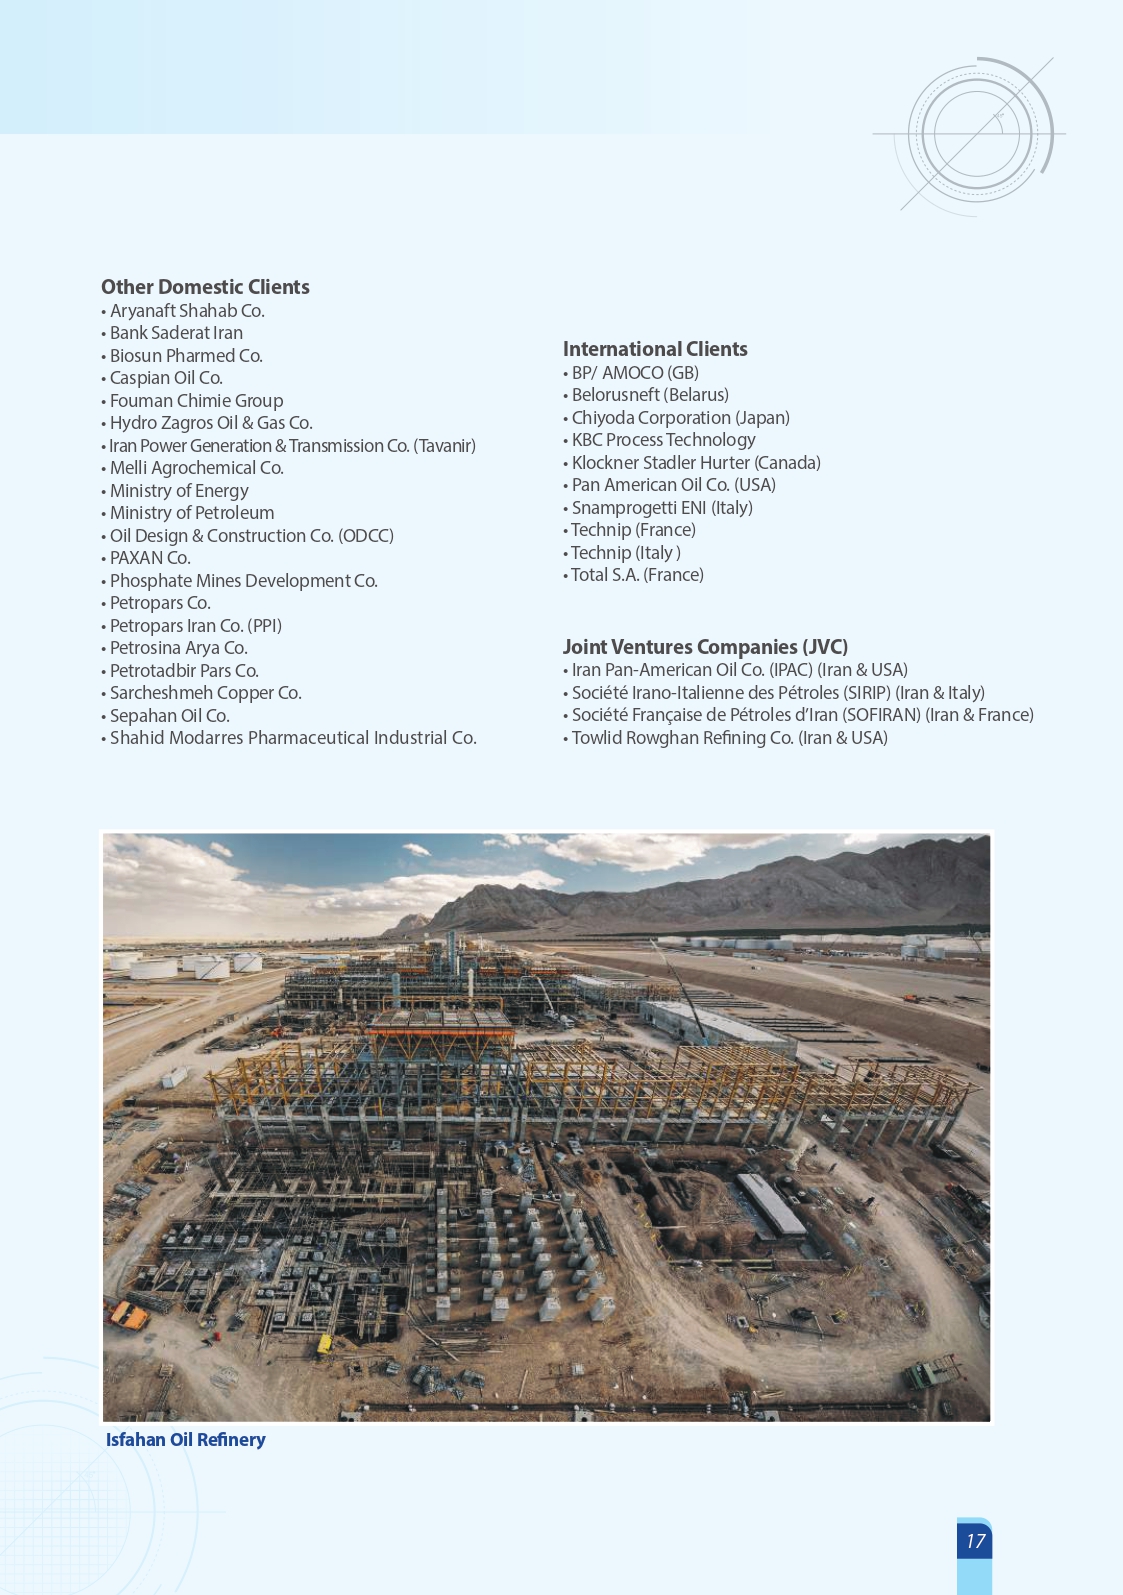 Other Domestic Clients
• Aryanaft Shahab Co.
• Bank Saderat Iran
• Biosun Pharmed Co.
• Caspian Oil Co.
• Fouman Chimie Group
• Hydro Zagros Oil & Gas Co.
• Iran Power Generation & Transmission Co. (Tavanir)
• Melli Agrochemical Co.
• Ministry of Energy
• Ministry of Petroleum
• Oil Design & Construction Co. (ODCC)
• PAXAN Co.
• Phosphate Mines Development Co.
• Petropars Co.
• Petropars Iran Co. (PPI)
• Petrosina Arya Co.
• Petrotadbir Pars Co.
• Sarcheshmeh Copper Co.
• Sepahan Oil Co.
• Shahid Modarres Pharmaceutical Industrial Co.
International Clients
• BP/ AMOCO (GB)
• Belorusneft (Belarus)
• Chiyoda Corporation (Japan)
• KBC Process Technology
• Klockner Stadler Hurter (Canada)
• Pan American Oil Co. (USA)
• Snamprogetti ENI (Italy)
• Technip (France)
• Technip (Italy )
• Total S.A. (France)
Joint Ventures Companies (JVC)
• Iran Pan-American Oil Co. (IPAC) (Iran & USA)
• Société Irano-Italienne des Pétroles (SIRIP) (Iran & Italy)
• Société Française de Pétroles d’Iran (SOFIRAN) (Iran & France)
• Towlid Rowghan Refining Co. (Iran & USA)
Isfahan Oil Refinery
17